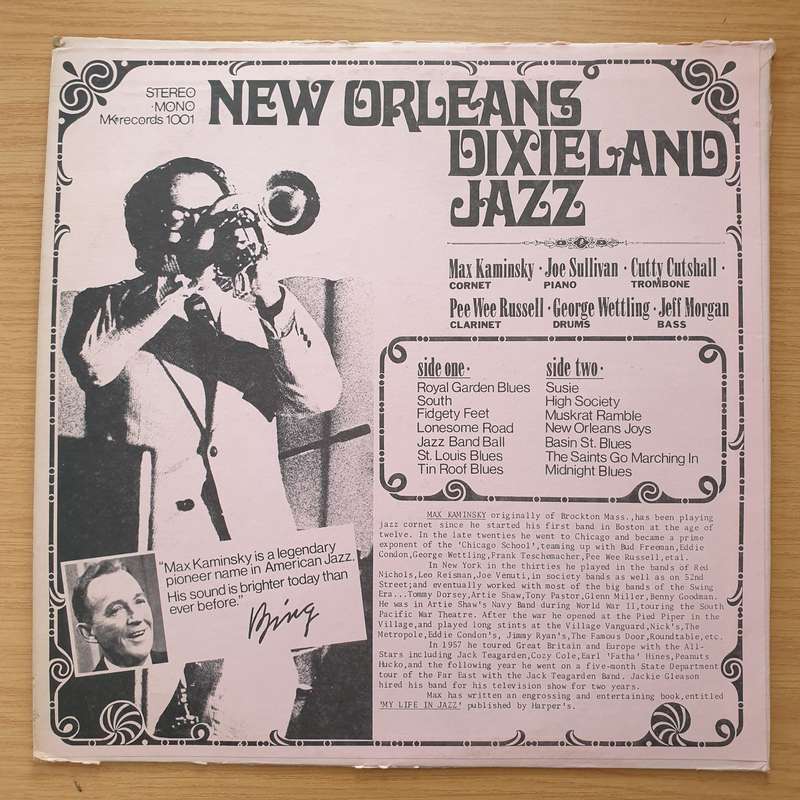 STEREO
·MONO
MK·records 1001
NEW ORLEANS
DIXIELAND
JAZZ
Max Kaminsky · Joe Sullivan · Cutty Cutshall ·
CORNET PIANO TROMBONE
Pee Wee Russell · George Wettling · Jeff Morgan
CLARINET DRUMS BASS
side one·
Royal Garden Blues
South
Fidgety Feet
Lonesome Road
Jazz Band Ball
St. Louis Blues
Tin Roof Blues
side two·
Susie
High Society
Muskrat Ramble
New Orleans Joys
Basin St. Blues
The Saints Go Marching In
Midnight Blues
"Max Kaminsky is a legendary
pioneer name in American Jazz.
His sound is brighter today than
ever before."
Bing
MAX KAMINSKY originally of Brockton Mass.,has been playing
jazz cornet since he started his first band in Boston at the age of
twelve. In the late twenties he went to Chicago and became a prime
exponent of the 'Chicago School',teaming up with Bud Freeman,Eddie
Condon,George Wettling,Frank Teschemacher,Pee Wee Russell,etal.
In New York in the thirties he played in the bands of Red
Nichols,Leo Reisman,Joe Venuti,in society bands as well as on 52nd
Street;and eventually worked with most of the big bands of the Swing
Era...Tommy Dorsey,Artie Shaw,Tony Pastor,Glenn Miller,Benny Goodman.
He was in Artie Shaw's Navy Band during World War II,touring the South
Pacific War Theatre. After the war he opened at the Pied Piper in the
Village,and played long stints at the Village Vanguard,Nick's,The
Metropole,Eddie Condon's, Jimmy Ryan's,The Famous Door,Roundtable,etc.
In 1957 he toured Great Britain and Europe with the All-
Stars including Jack Teagarden,Cozy Cole,Earl 'Fatha' Hines,Peanuts
Hucko,and the following year he went on a five-month State Department
tour of the Far East with the Jack Teagarden Band. Jackie Gleason
hired his band for his television show for two years.
Max has written an engrossing and entertaining book,entitled
'MY LIFE IN JAZZ' published by Harper's.